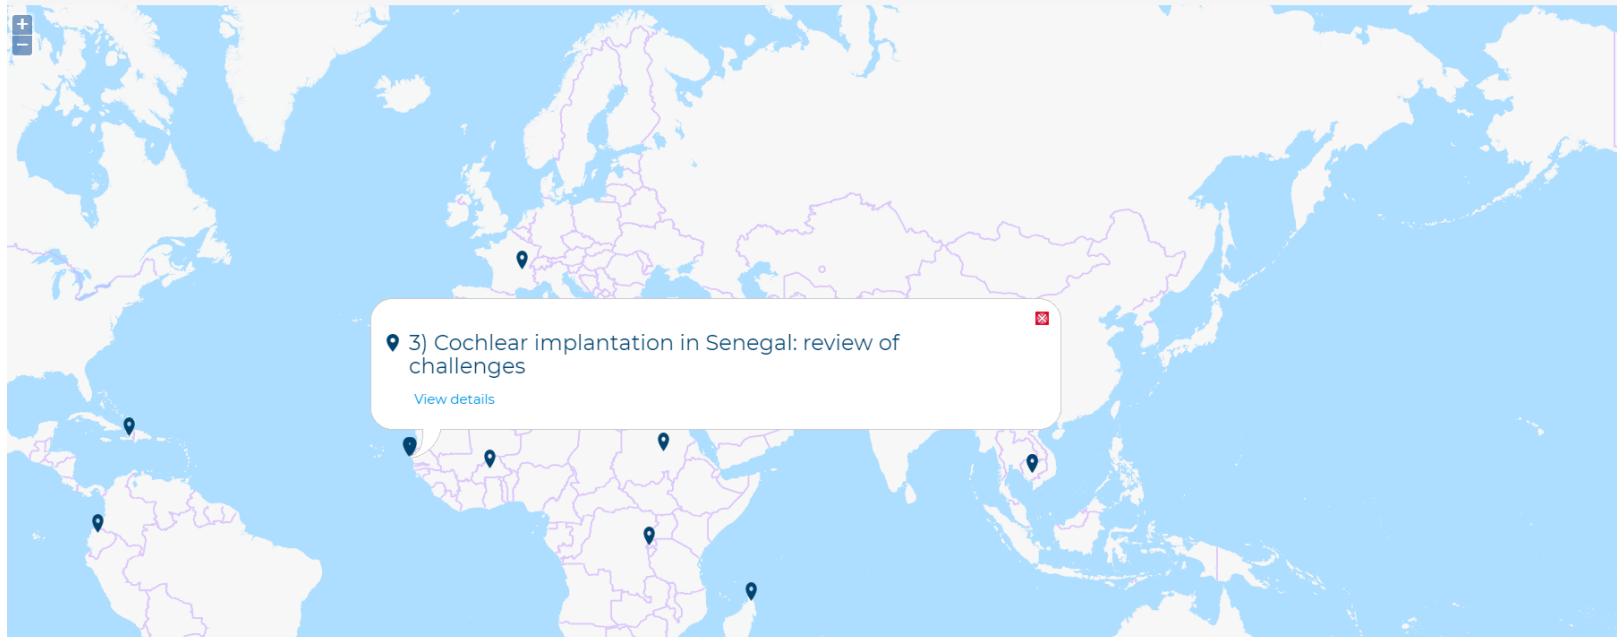 +
−
3) Cochlear implantation in Senegal: review of
challenges
View details